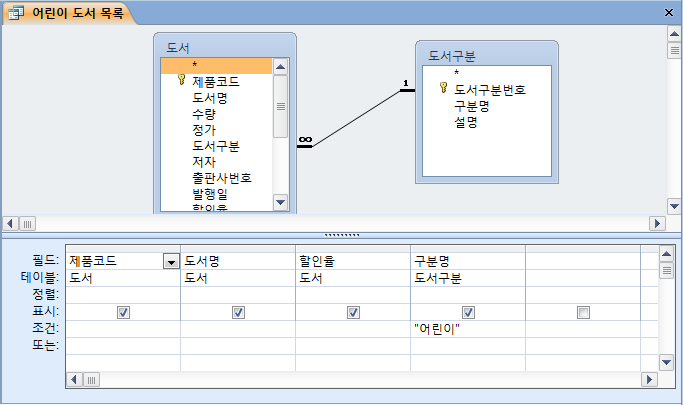 어린이 도서 목록
도서
*
제품코드
도서명
수량
정가
도서구분
저자
출판사번호
발행일
할인율
∞
1
도서구분
*
도서구분번호
구분명
설명
필드: 제품코드 도서명 할인율 구분명
테이블: 도서 도서 도서 도서구분
정렬:
표시:
조건: "어린이"
또는: